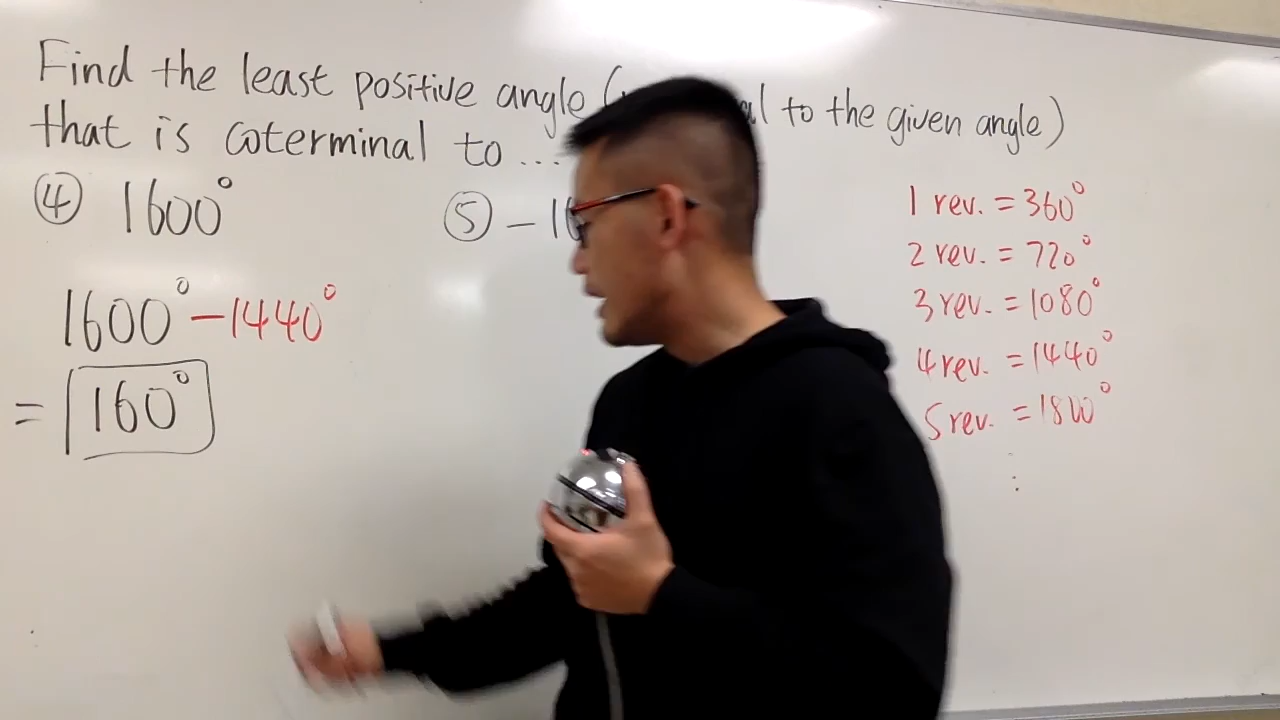 Find the least positive angle ( al to the given angle)
that is coterminal to ...
④ 1600°
⑤ -1
1600° - 1440°
= 160°
1 rev. = 360°
2 rev. = 720°
3 rev. = 1080°
4 rev. = 1440°
5 rev. = 1800°
: